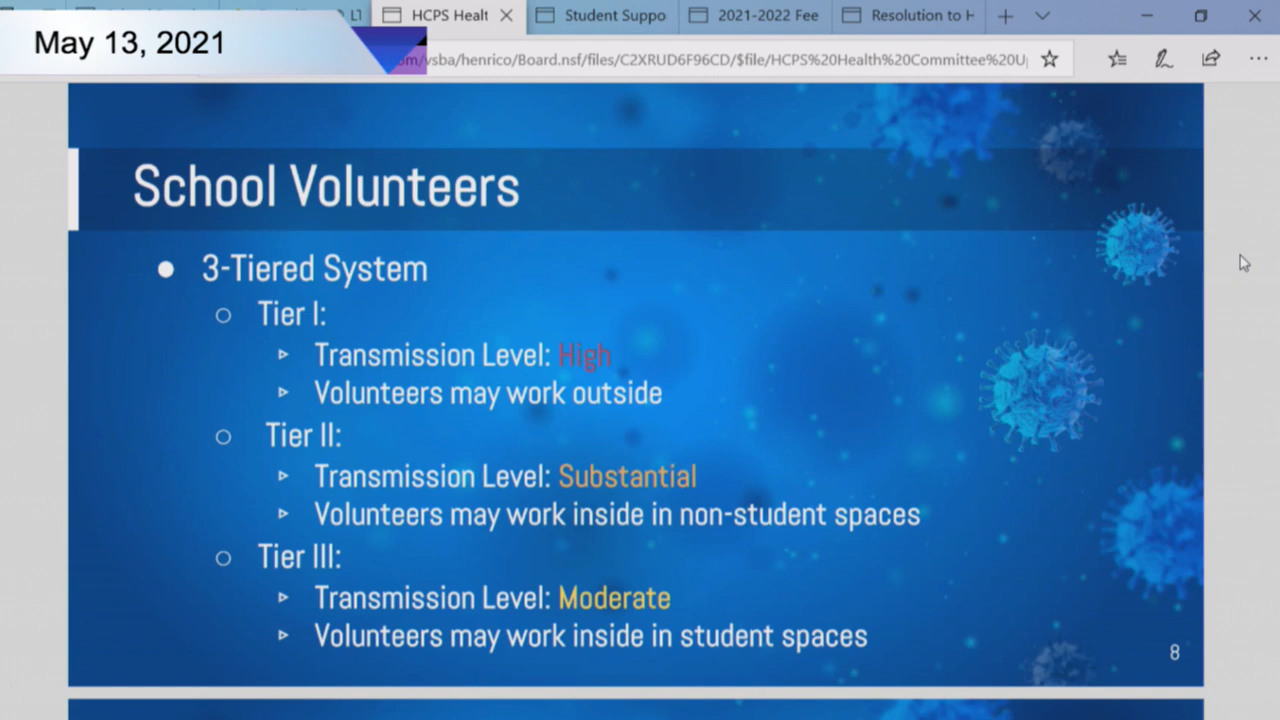 HCPS Healt
Student Suppo
2021-2022 Fee
Resolution to H
May 13, 2021
om/vsba/henrico/Board.nsf/files/C2XRUD6F96CD/$file/HCPS%20Health%20Committee%20U
School Volunteers
3-Tiered System
Tier I:
Transmission Level: High
Volunteers may work outside
Tier II:
Transmission Level: Substantial
Volunteers may work inside in non-student spaces
Tier III:
Transmission Level: Moderate
Volunteers may work inside in student spaces
8